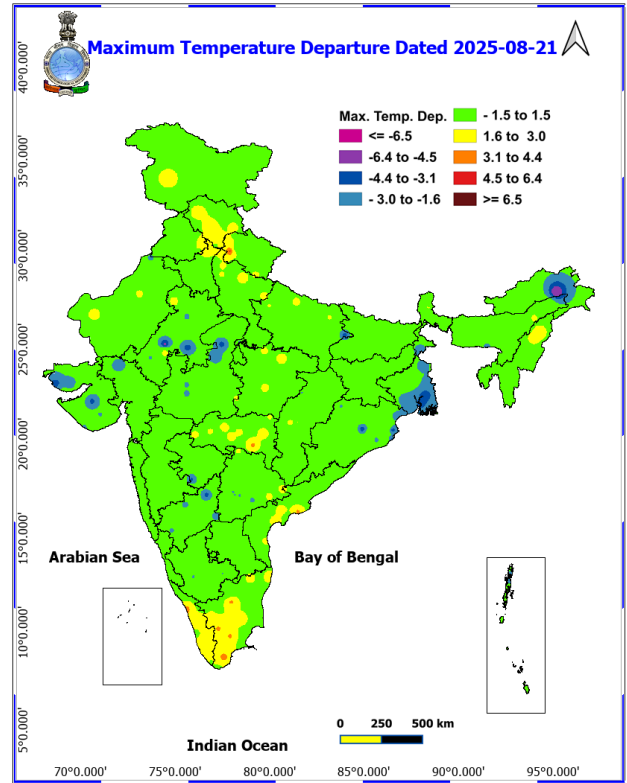 Maximum Temperature Departure Dated 2025-08-21
Max. Temp. Dep.
<= -6.5
-6.4 to -4.5
-4.4 to -3.1
- 3.0 to -1.6
- 1.5 to 1.5
1.6 to 3.0
3.1 to 4.4
4.5 to 6.4
>= 6.5
40°0.000'
35°0.000'
30°0.000'
25°0.000'
20°0.000'
15°0.000'
10°0.000'
5°0.000'
Arabian Sea
Bay of Bengal
Indian Ocean
0 250 500 km
70°0.000' 75°0.000' 80°0.000' 85°0.000' 90°0.000' 95°0.000'